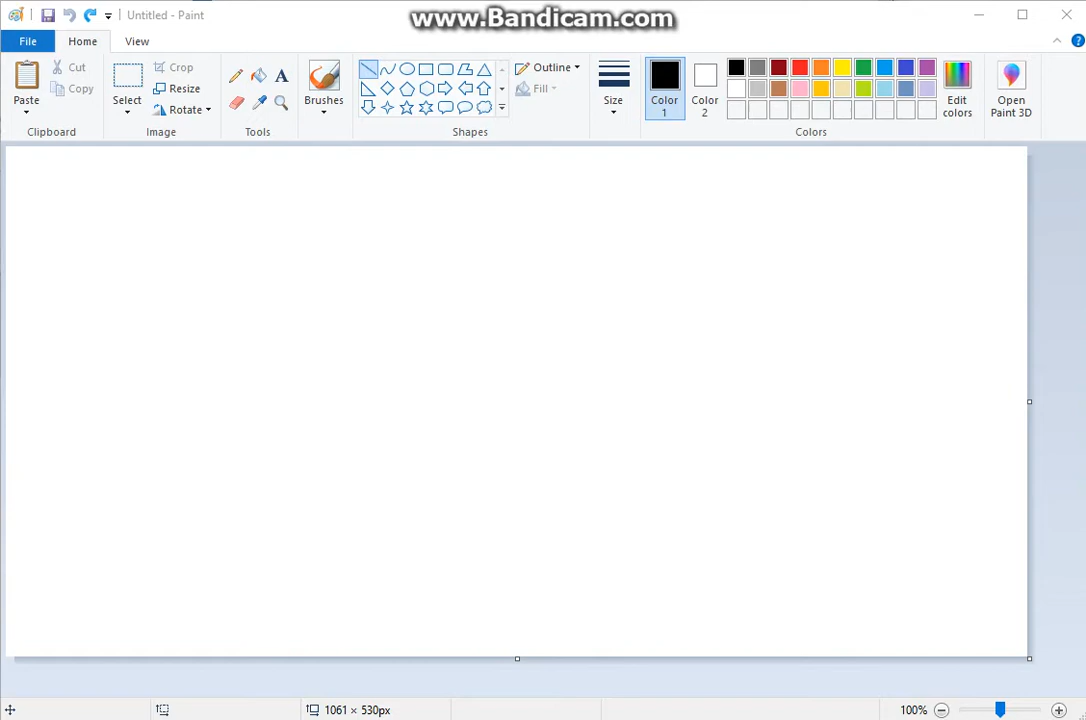 Untitled - Paint
www.Bandicam.com
File
Home
View
Paste
Cut
Copy
Clipboard
Select
Crop
Resize
Rotate
Image
A
Tools
Brushes
Outline
Fill
Shapes
Size
Color
1
Color
2
Edit
colors
Colors
Open
Paint 3D
?
1061 × 530px
100%